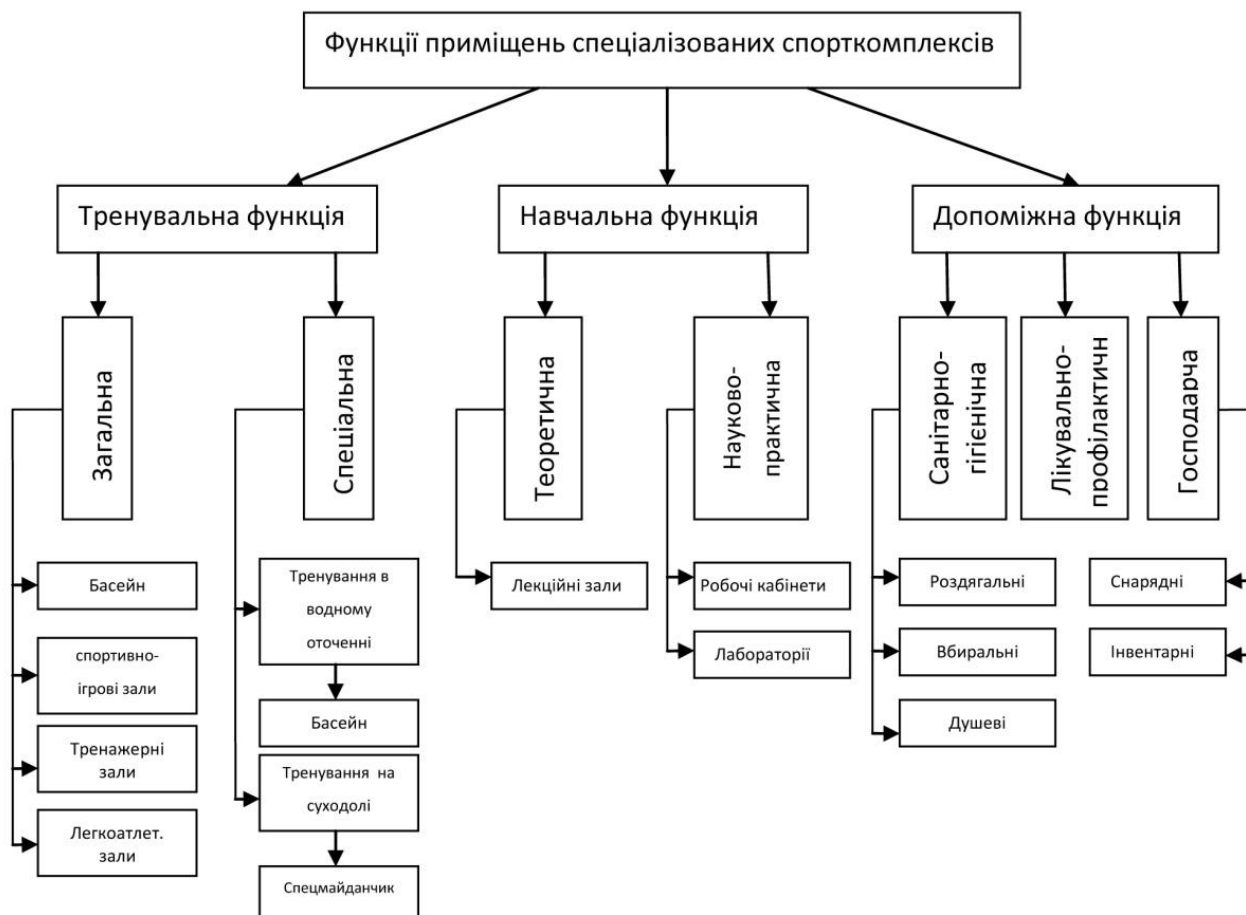 Функції приміщень спеціалізованих спорткомплексів
Тренувальна функція
Навчальна функція
Допоміжна функція
Загальна
Спеціальна
Теоретична
Науково-
практична
Санітарно-
гігієнічна
Лікувально-
профілактичн
Господарча
Басейн
спортивно-
ігрові зали
Тренажерні
зали
Легкоатлет.
зали
Тренування в
водному
оточенні
Басейн
Тренування на
суходолі
Спецмайданчик
Лекційні зали
Робочі кабінети
Лабораторії
Роздягальні
Вбиральні
Душеві
Снарядні
Інвентарні